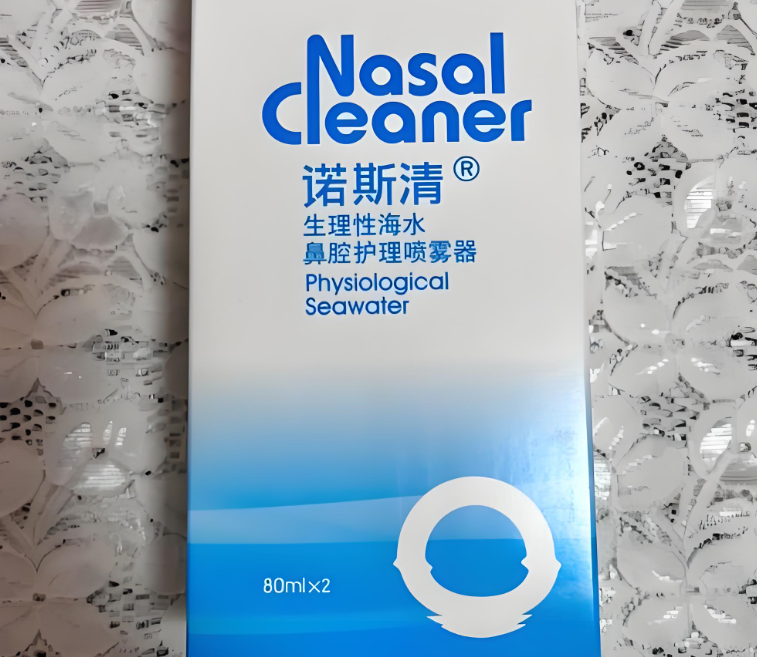 Nasal
Cleaner
诺斯清®
生理性海水
鼻腔护理喷雾器
Physiological
Seawater
80ml×2